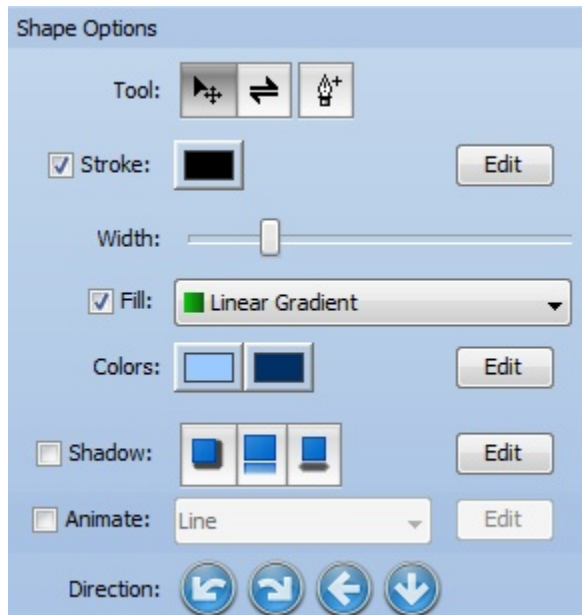 Shape Options
Tool:
Stroke: Edit
Width:
Fill: Linear Gradient
Colors: Edit
Shadow: Edit
Animate: Line Edit
Direction: